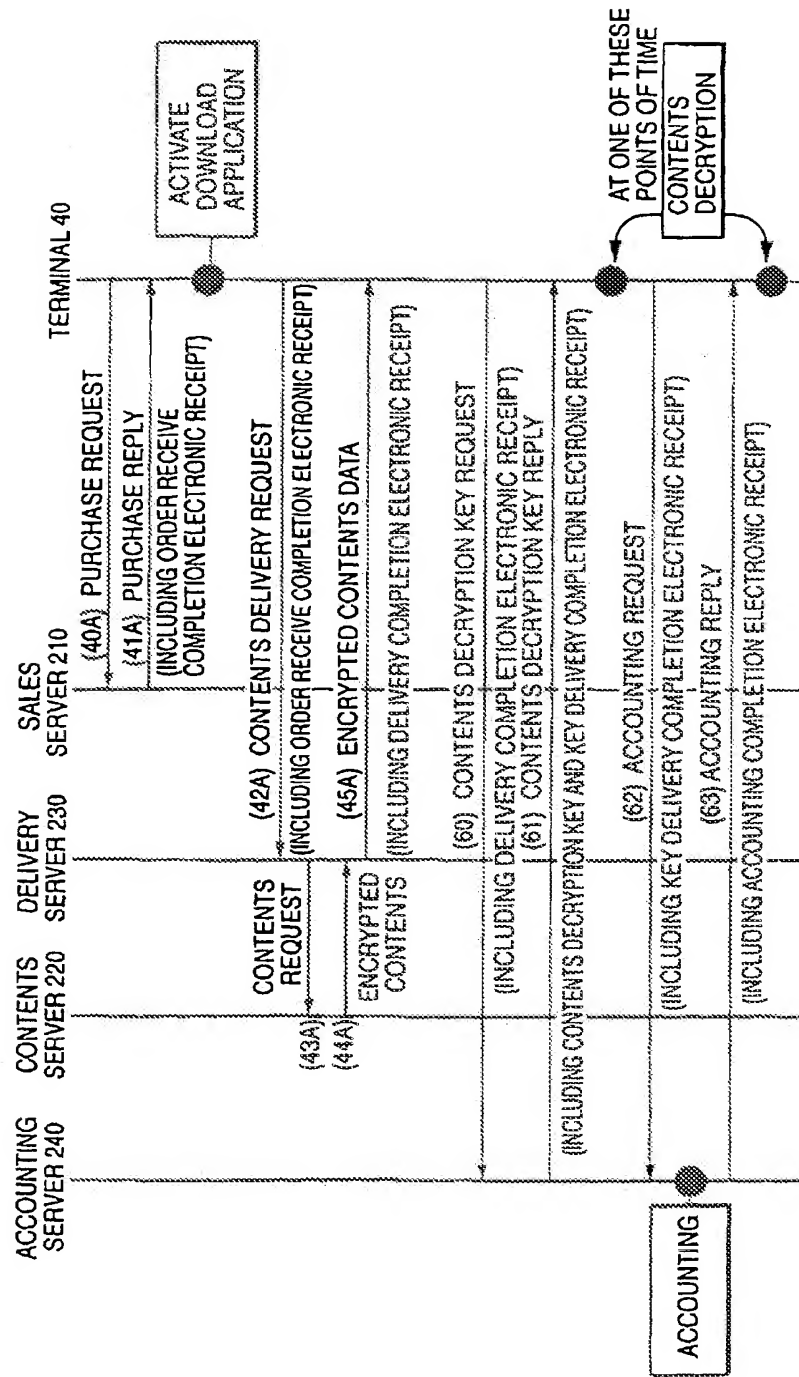 ACCOUNTING
SERVER 240
CONTENTS
SERVER 220
DELIVERY
SERVER 230
SALES
SERVER 210
TERMINAL 40
(40A) PURCHASE REQUEST
(41A) PURCHASE REPLY
(INCLUDING ORDER RECEIVE
COMPLETION ELECTRONIC RECEIPT)
ACTIVATE
DOWNLOAD
APPLICATION
(42A) CONTENTS DELIVERY REQUEST
(INCLUDING ORDER RECEIVE COMPLETION ELECTRONIC RECEIPT)
CONTENTS
REQUEST
(43A)
(44A)
ENCRYPTED
CONTENTS
(45A) ENCRYPTED CONTENTS DATA
(INCLUDING DELIVERY COMPLETION ELECTRONIC RECEIPT)
(60) CONTENTS DECRYPTION KEY REQUEST
(INCLUDING DELIVERY COMPLETION ELECTRONIC RECEIPT)
(61) CONTENTS DECRYPTION KEY REPLY
(INCLUDING CONTENTS DECRYPTION KEY AND KEY DELIVERY COMPLETION ELECTRONIC RECEIPT)
AT ONE OF THESE
POINTS OF TIME
CONTENTS
DECRYPTION
(62) ACCOUNTING REQUEST
(INCLUDING KEY DELIVERY COMPLETION ELECTRONIC RECEIPT)
ACCOUNTING
(63) ACCOUNTING REPLY
(INCLUDING ACCOUNTING COMPLETION ELECTRONIC RECEIPT)